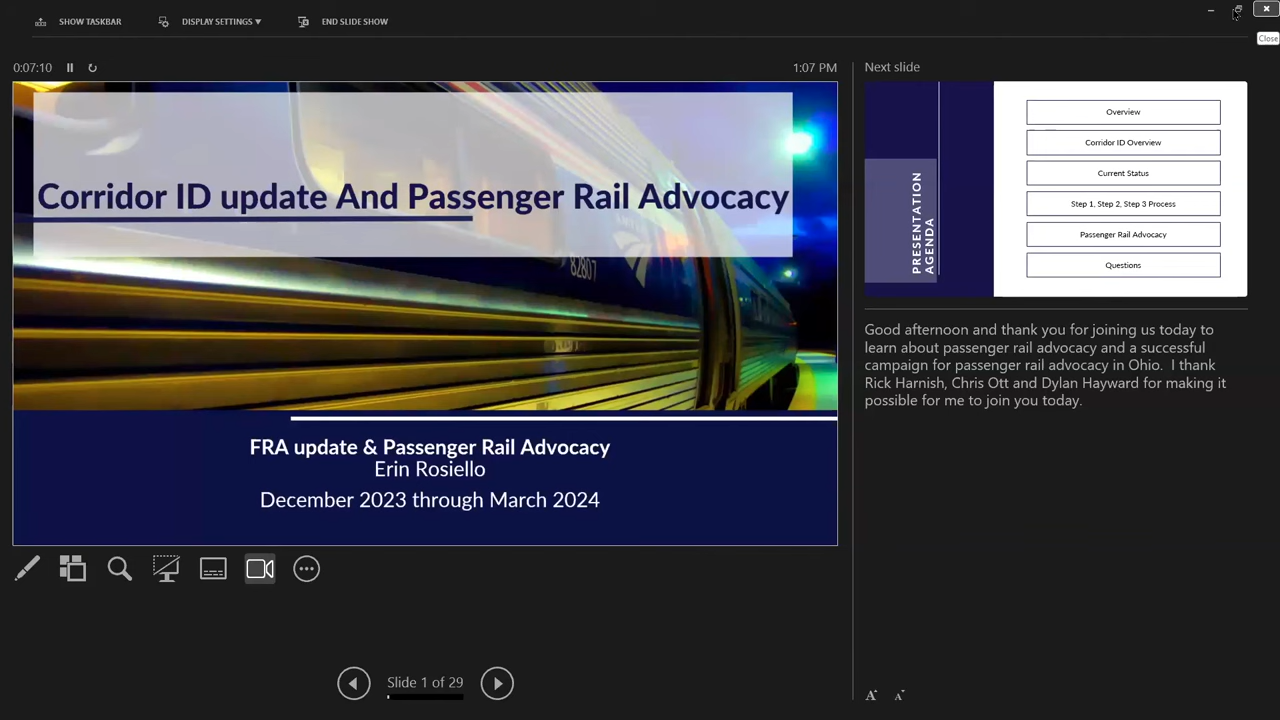 SHOW TASKBAR
DISPLAY SETTINGS ▼
END SLIDE SHOW
Close
0:07:10
1:07 PM
Corridor ID update And Passenger Rail Advocacy
82807
FRA update & Passenger Rail Advocacy
Erin Rosiello
December 2023 through March 2024
Slide 1 of 29
Next slide
PRESENTATION
AGENDA
Overview
Corridor ID Overview
Current Status
Step 1, Step 2, Step 3 Process
Passenger Rail Advocacy
Questions
Good afternoon and thank you for joining us today to
learn about passenger rail advocacy and a successful
campaign for passenger rail advocacy in Ohio.  I thank
Rick Harnish, Chris Ott and Dylan Hayward for making it
possible for me to join you today.
A
A